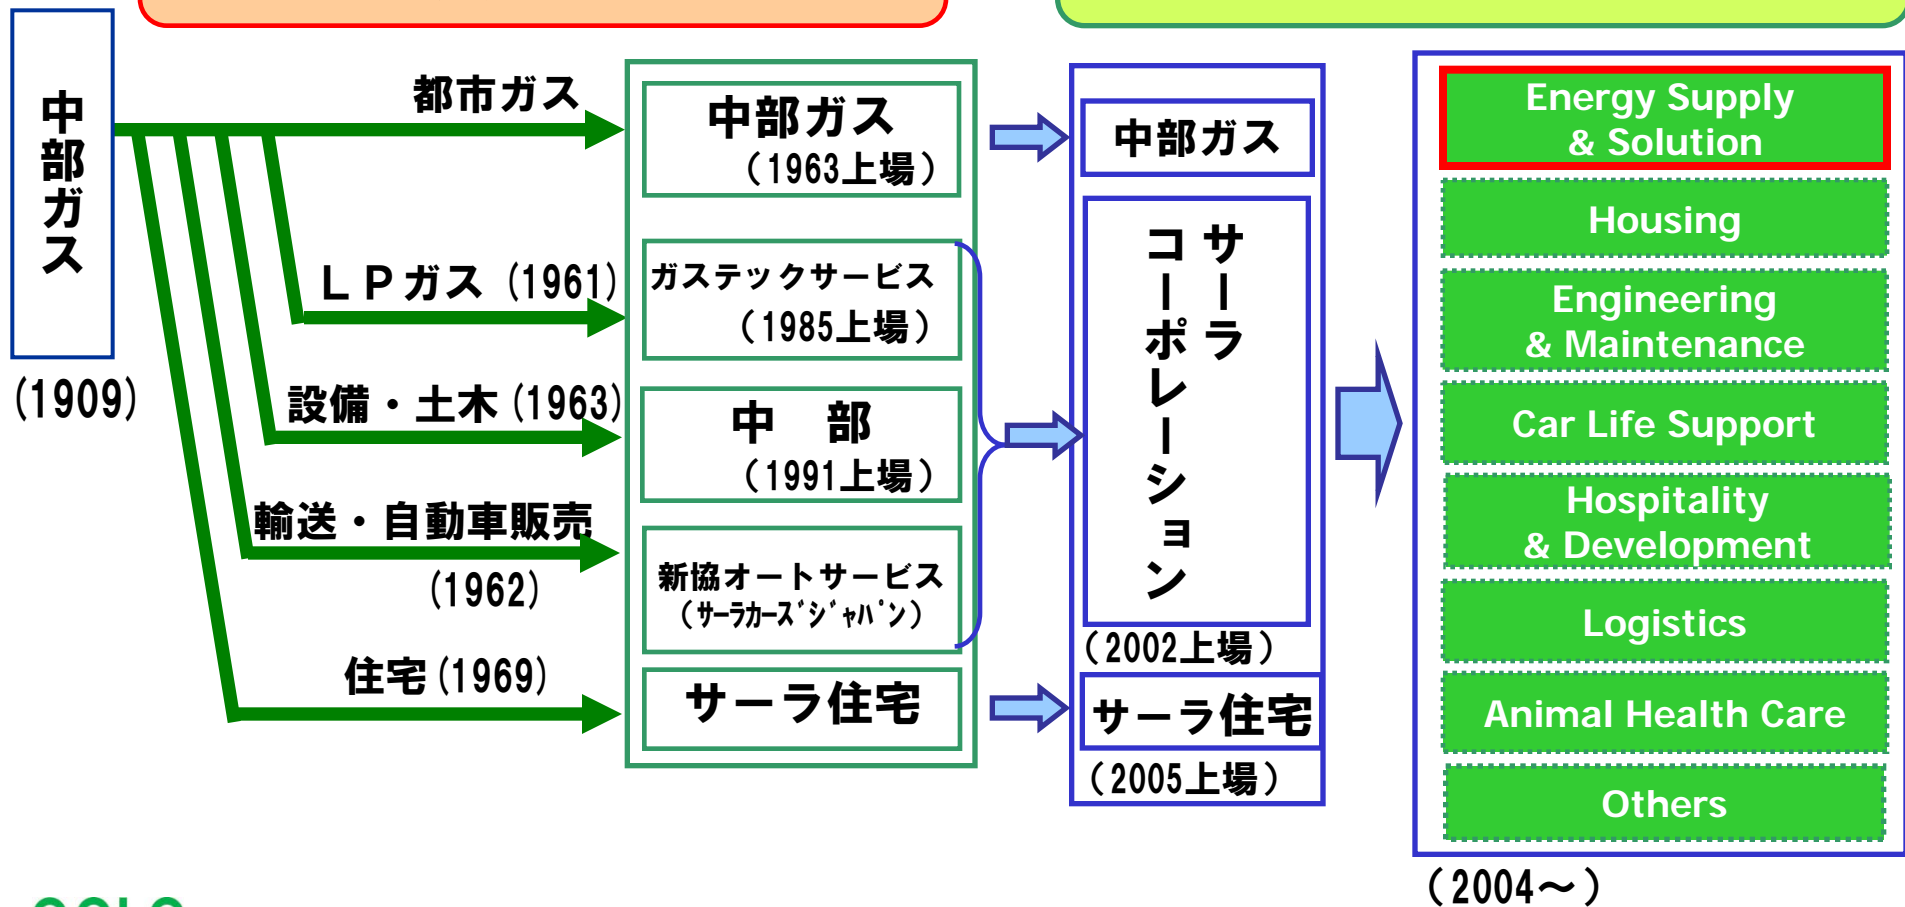 中部ガス
(1909)
都市ガス
ＬＰガス (1961)
設備・土木 (1963)
輸送・自動車販売
(1962)
住宅 (1969)
中部ガス
（1963上場）
ガステックサービス
（1985上場）
中　部
（1991上場）
新協オートサービス
（ｻｰﾗｶｰｽﾞｼﾞｬﾊﾟﾝ）
サーラ住宅
中部ガス
サーラ
コーポレーション
（2002上場）
サーラ住宅
（2005上場）
Energy Supply
& Solution
Housing
Engineering
& Maintenance
Car Life Support
Hospitality
& Development
Logistics
Animal Health Care
Others
（2004～）